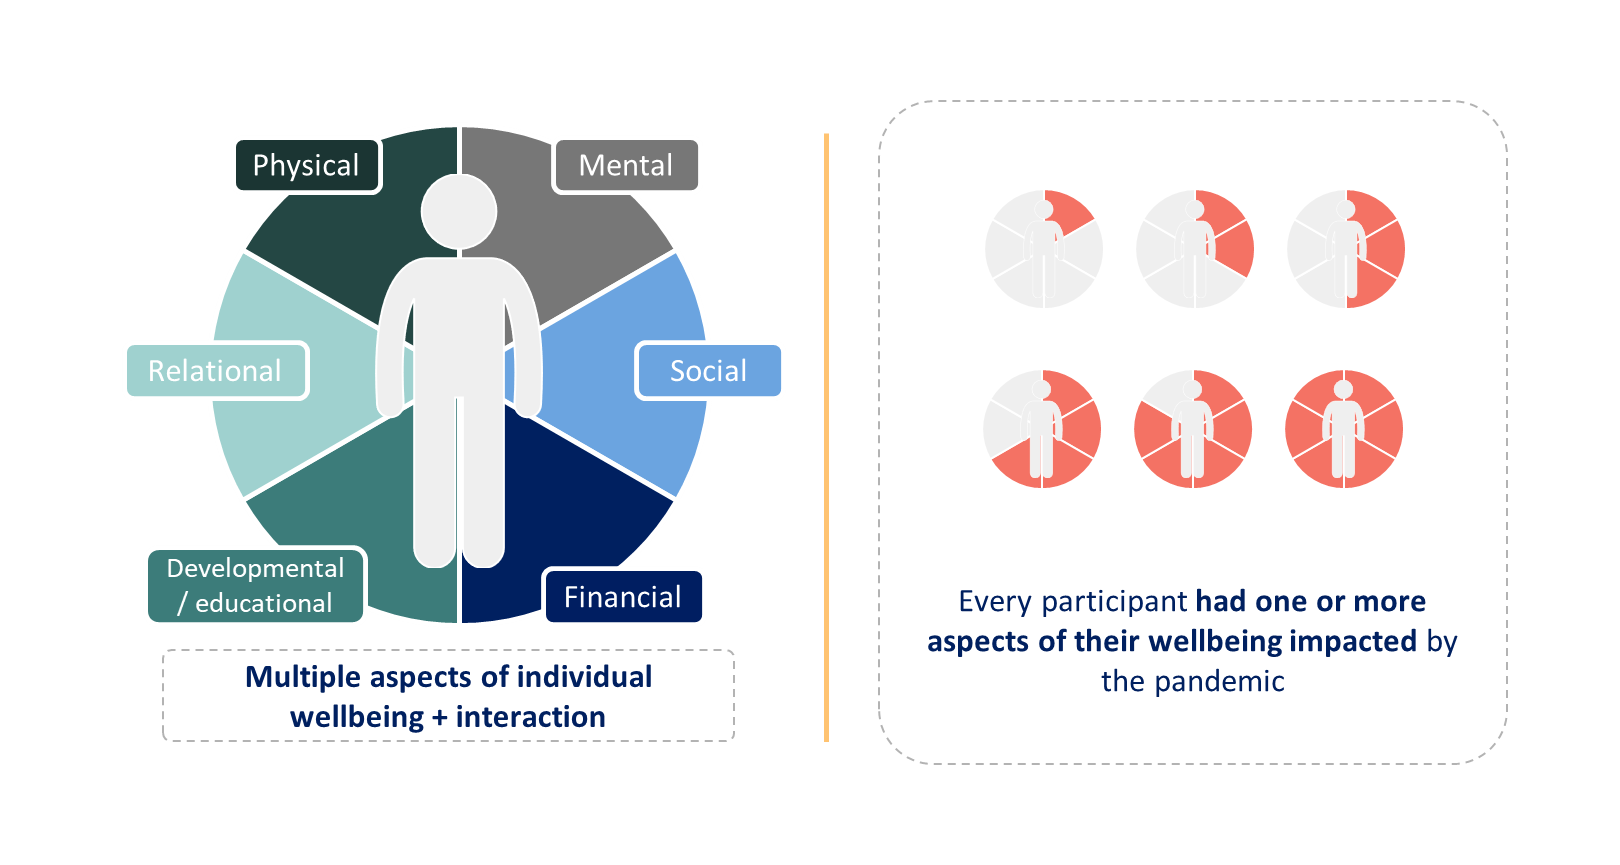 Physical
Mental
Relational
Social
Developmental
/ educational
Financial
Multiple aspects of individual
wellbeing + interaction
Every participant had one or more
aspects of their wellbeing impacted by
the pandemic